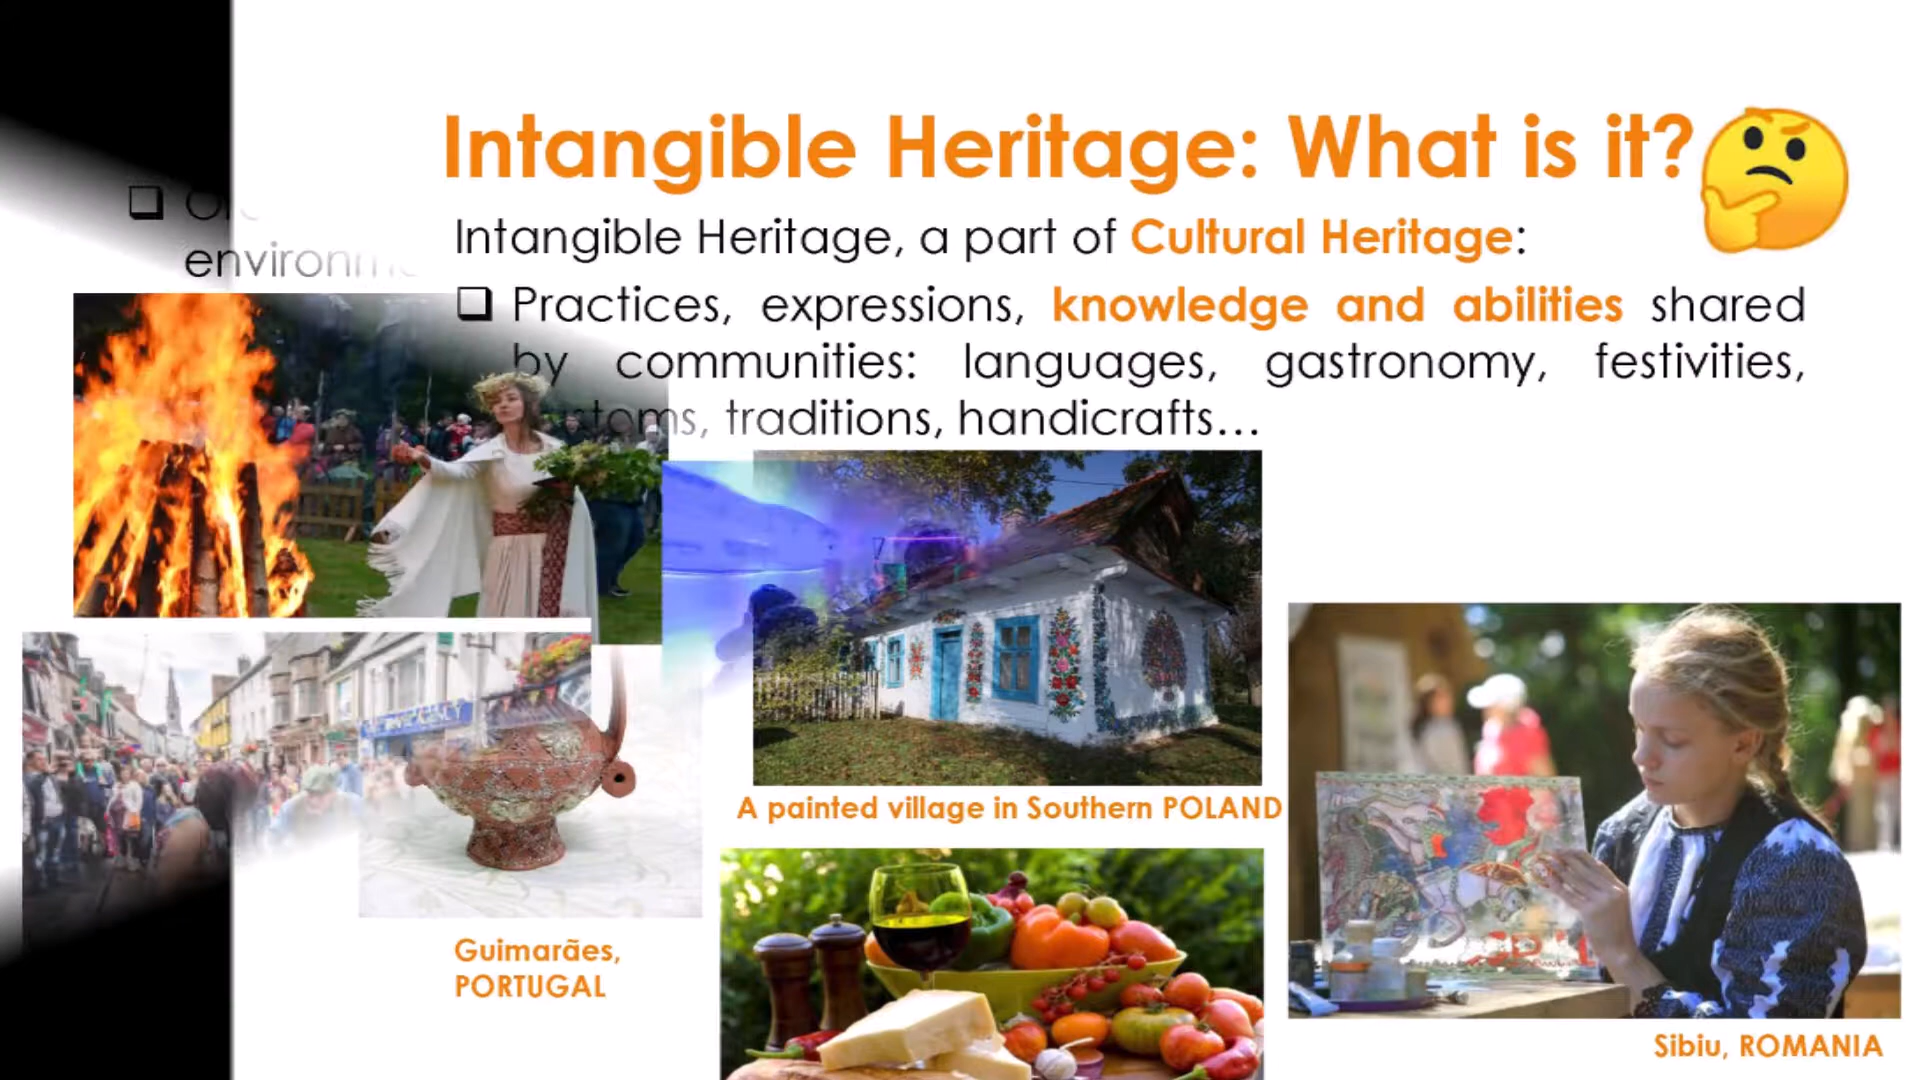 Intangible Heritage: What is it?
Intangible Heritage, a part of Cultural Heritage:
❑ Practices, expressions, knowledge and abilities shared
by communities: languages, gastronomy, festivities,
traditions, handicrafts...
A painted village in Southern POLAND
Guimarães,
PORTUGAL
Sibiu, ROMANIA